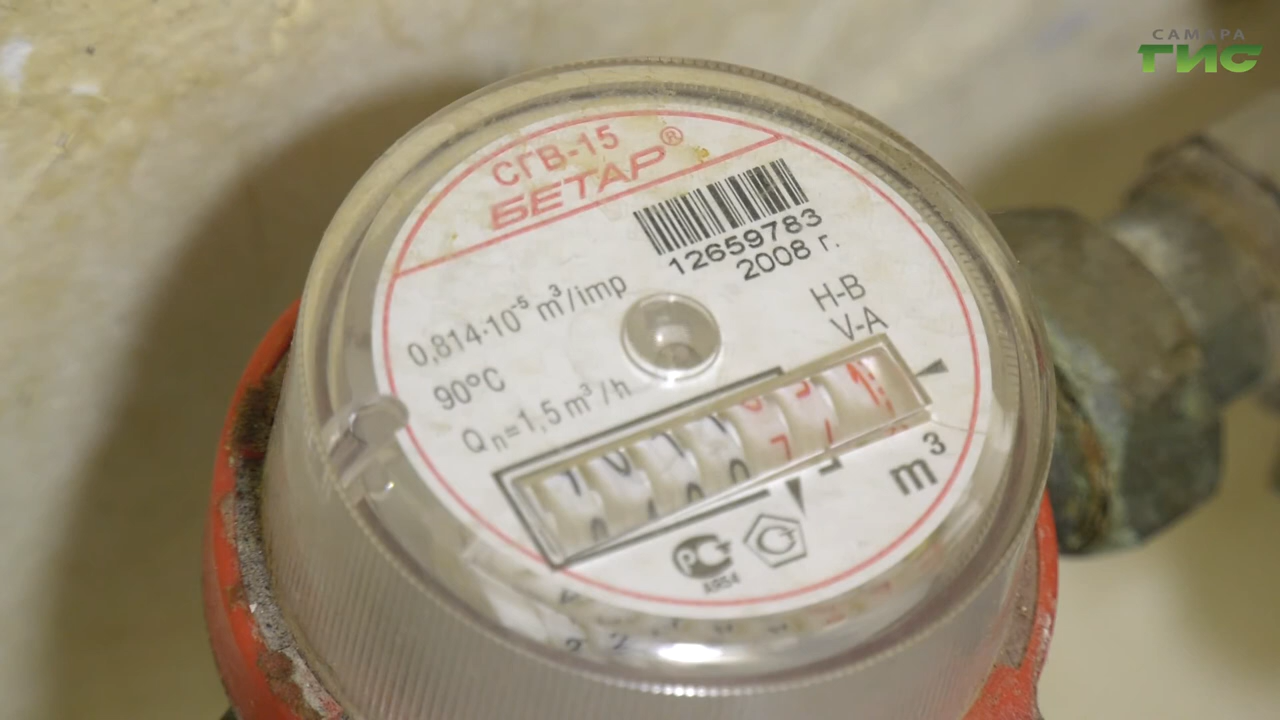 САМАРА
ГИС
СГВ-15
БЕТАР®
12659783
2008 г.
0,814·10⁻⁵ m³/imp
H-B
V-A
90°C
Qn=1,5 m³/h
m³